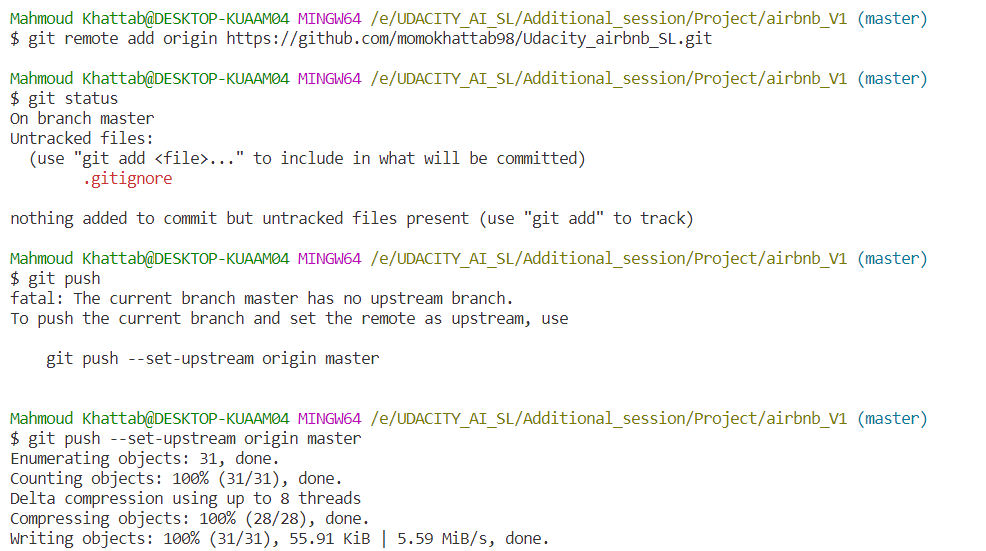 Mahmoud Khattab@DESKTOP-KUAAM04 MINGW64 /e/UDACITY_AI_SL/Additional_session/Project/airbnb_V1 (master)
$ git remote add origin https://github.com/momokhattab98/Udacity_airbnb_SL.git
Mahmoud Khattab@DESKTOP-KUAAM04 MINGW64 /e/UDACITY_AI_SL/Additional_session/Project/airbnb_V1 (master)
$ git status
On branch master
Untracked files:
  (use "git add <file>..." to include in what will be committed)
        .gitignore
nothing added to commit but untracked files present (use "git add" to track)
Mahmoud Khattab@DESKTOP-KUAAM04 MINGW64 /e/UDACITY_AI_SL/Additional_session/Project/airbnb_V1 (master)
$ git push
fatal: The current branch master has no upstream branch.
To push the current branch and set the remote as upstream, use
    git push --set-upstream origin master
Mahmoud Khattab@DESKTOP-KUAAM04 MINGW64 /e/UDACITY_AI_SL/Additional_session/Project/airbnb_V1 (master)
$ git push --set-upstream origin master
Enumerating objects: 31, done.
Counting objects: 100% (31/31), done.
Delta compression using up to 8 threads
Compressing objects: 100% (28/28), done.
Writing objects: 100% (31/31), 55.91 KiB | 5.59 MiB/s, done.